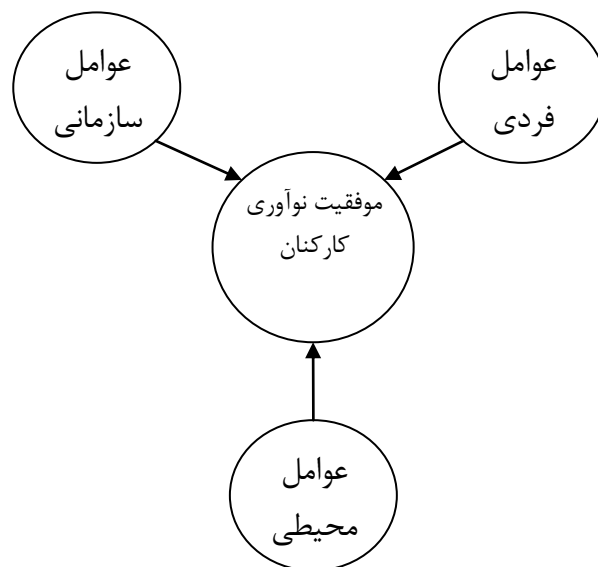 عوامل
فردی
عوامل
سازمانی
موفقیت نوآوری
کارکنان
عوامل
محیطی